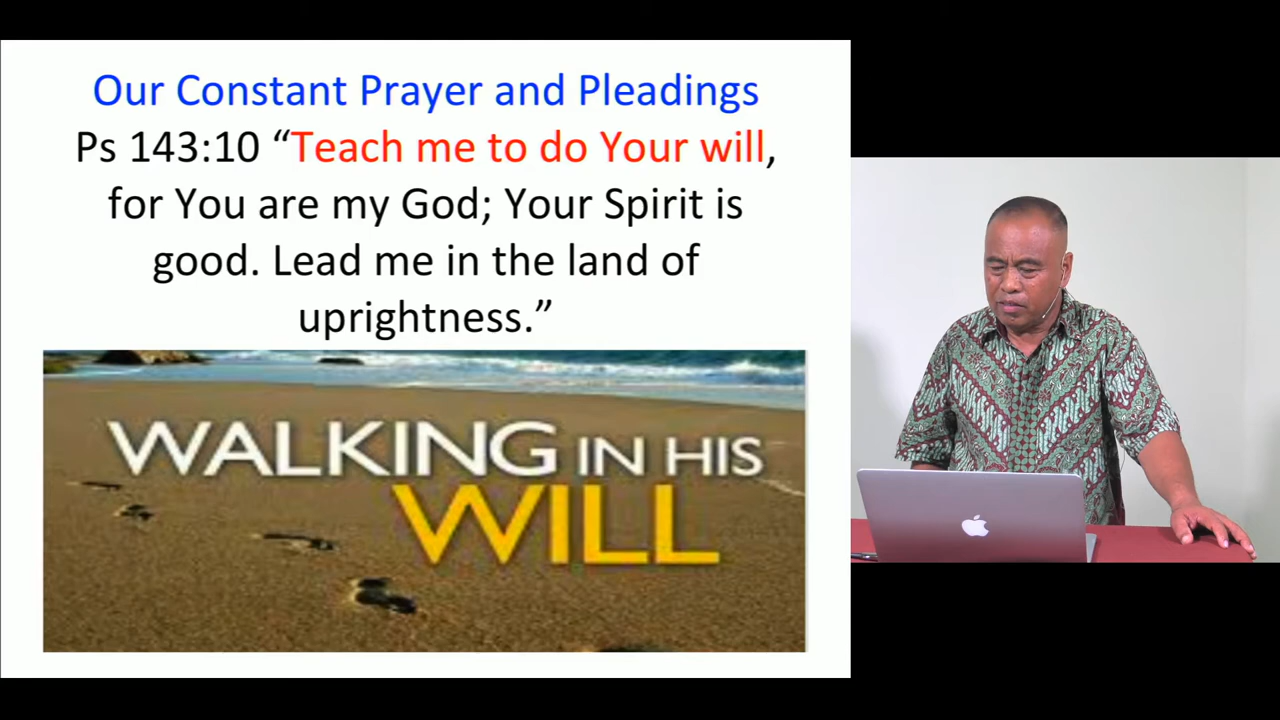 Our Constant Prayer and Pleadings
Ps 143:10 “Teach me to do Your will,
for You are my God; Your Spirit is
good. Lead me in the land of
uprightness.”
WALKING IN HIS
WILL